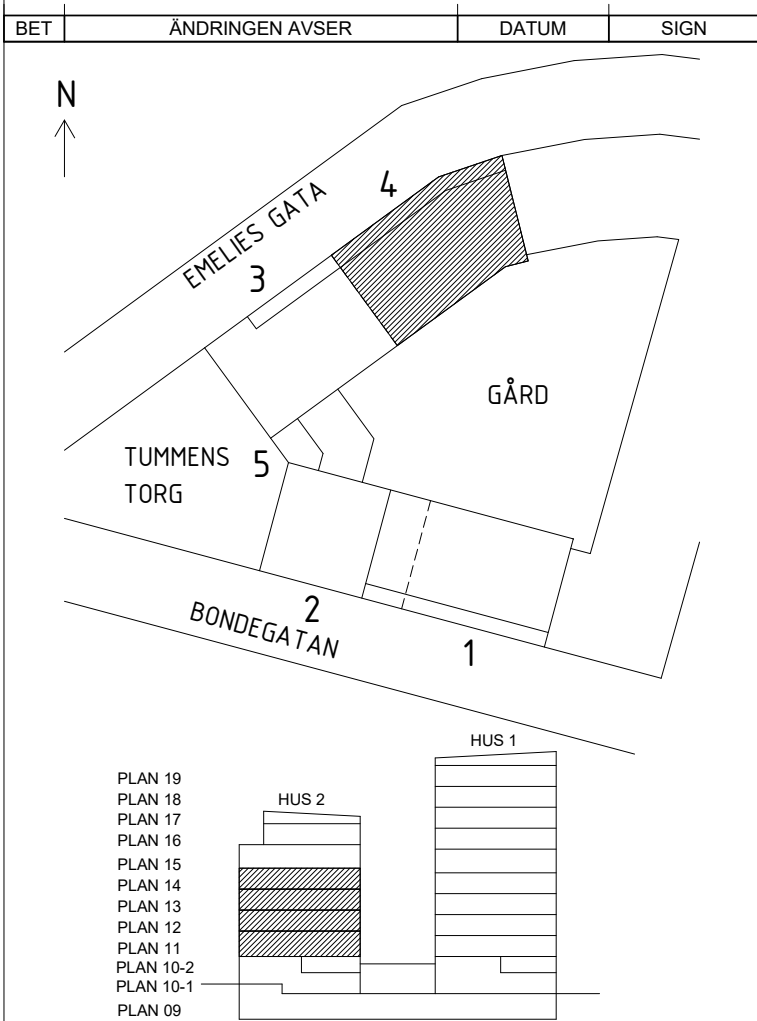 BET ÄNDRINGEN AVSER DATUM SIGN
N
4
EMELIES GATA
3
GÅRD
TUMMENS
TORG
5
2
BONDEGATAN
1
HUS 1
PLAN 19
PLAN 18
HUS 2
PLAN 17
PLAN 16
PLAN 15
PLAN 14
PLAN 13
PLAN 12
PLAN 11
PLAN 10-2
PLAN 10-1
PLAN 09